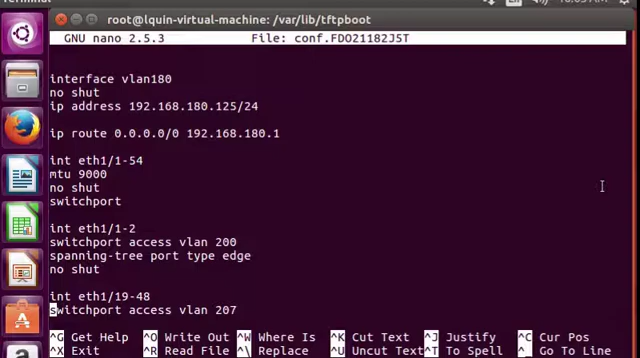 Terminal
root@lquin-virtual-machine: /var/lib/tftpboot
GNU nano 2.5.3 File: conf.FDO21182J5T
interface vlan180
no shut
ip address 192.168.180.125/24
ip route 0.0.0.0/0 192.168.180.1
int eth1/1-54
mtu 9000
no shut
switchport
int eth1/1-2
switchport access vlan 200
spanning-tree port type edge
no shut
int eth1/19-48
switchport access vlan 207
^G Get Help ^O Write Out ^W Where Is ^K Cut Text ^J Justify ^C Cur Pos
^X Exit ^R Read File ^\ Replace ^U Uncut Text ^T To Spell ^_ Go To Line